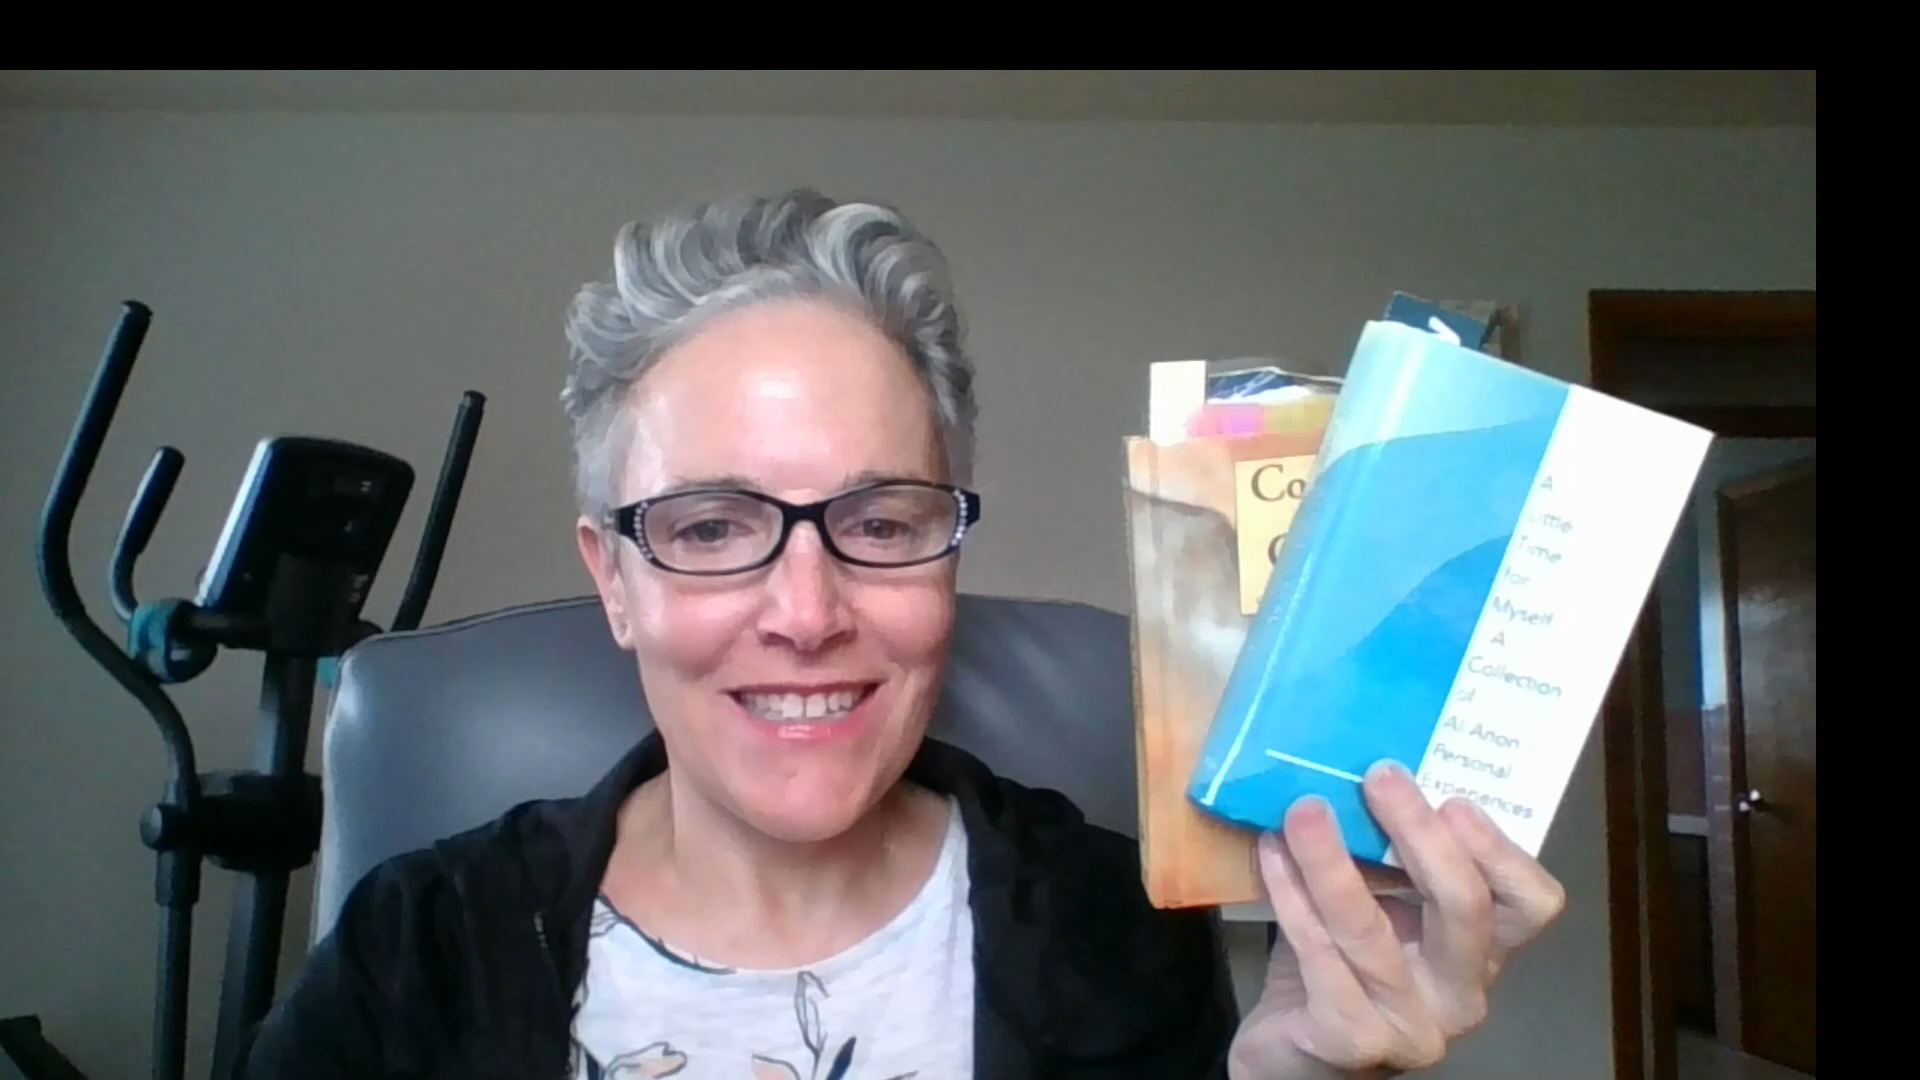 Co
C
A
Little
Time
for
Myself
A
Collection
of
Al-Anon
Personal
Experiences